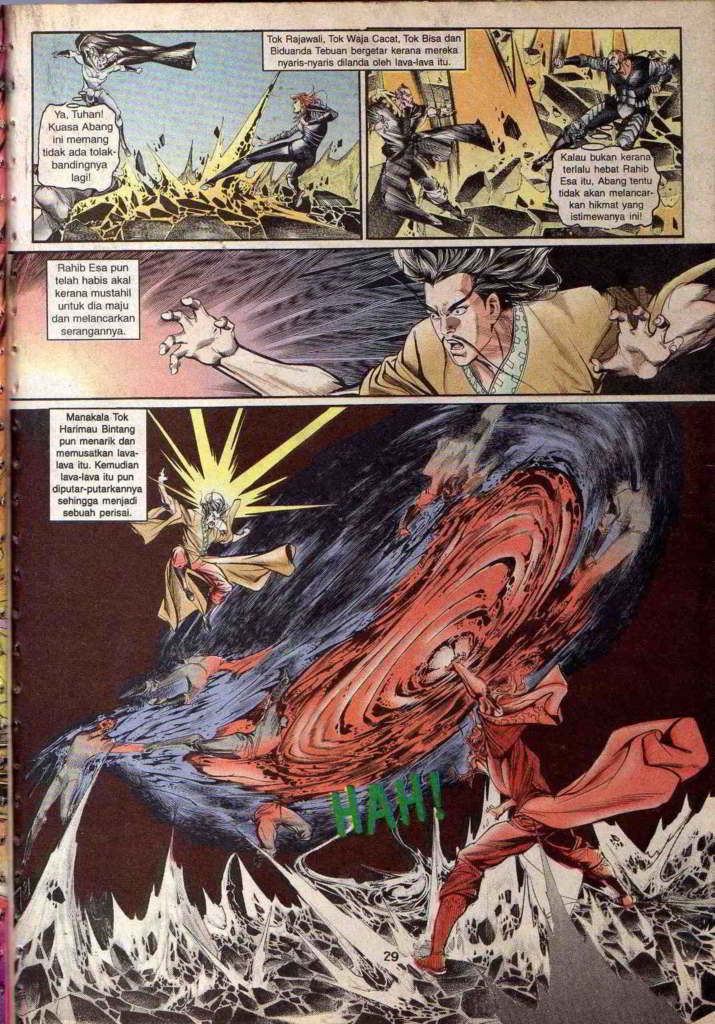 Tok Rajawali, Tok Waja Cacat, Tok Bisa dan
Biduanda Tebuan bergetar kerana mereka
nyaris-nyaris dilanda oleh lava-lava itu.
Ya, Tuhan!
Kuasa Abang
ini memang
tidak ada tolak-
bandingnya
lagi!
Kalau bukan kerana
terlalu hebat Rahib
Esa itu, Abang tentu
tidak akan melancar-
kan hikmat yang
istimewanya ini!
Rahib Esa pun
telah habis akal
kerana mustahil
untuk dia maju
dan melancarkan
serangannya.
Manakala Tok
Harimau Bintang
pun menarik dan
memusatkan lava-
lava itu. Kemudian
lava-lava itu pun
diputar-putarkannya
sehingga menjadi
sebuah perisai.
HAH!
29